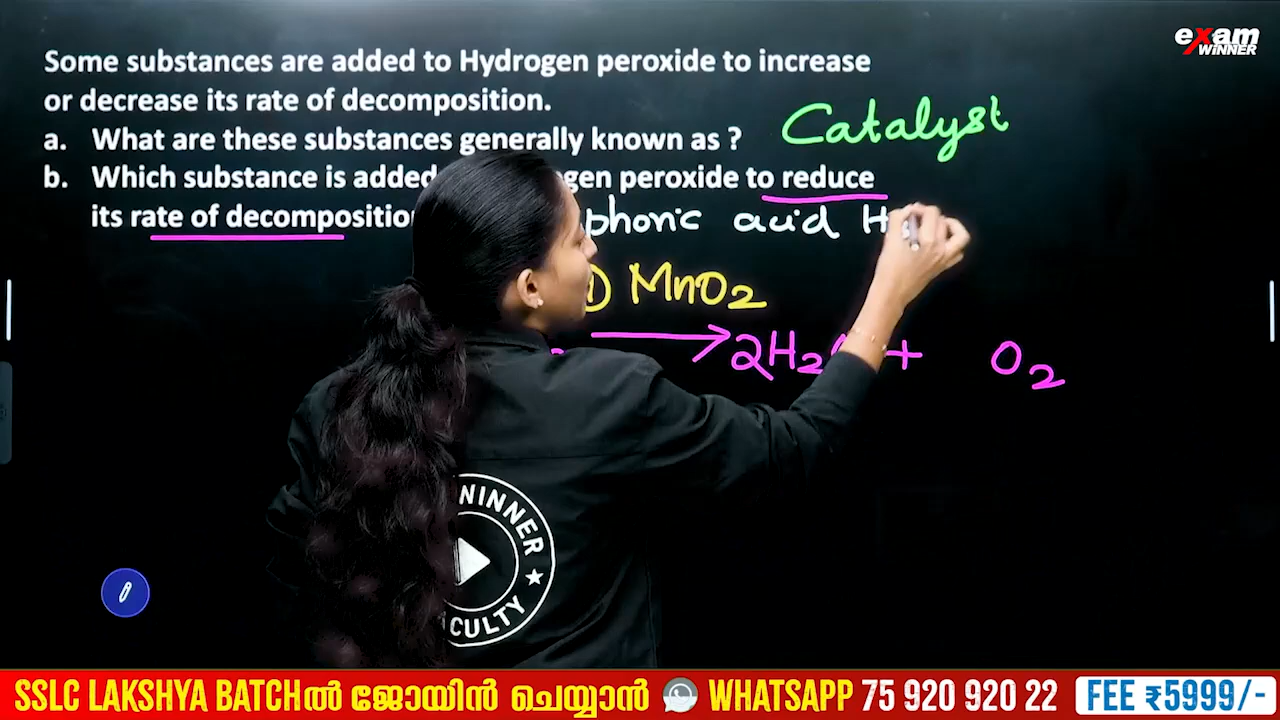 exam
WINNER
Some substances are added to Hydrogen peroxide to increase
or decrease its rate of decomposition.
a. What are these substances generally known as ? Catalyst
b. Which substance is added gen peroxide to reduce
its rate of decompositio phoric acid H
MnO2
2H2 + O2
WINNER
CULTY
SSLC LAKSHYA BATCHൽ ജോയിൻ ചെയ്യാൻ WHATSAPP 75 920 920 22 FEE ₹5999/-